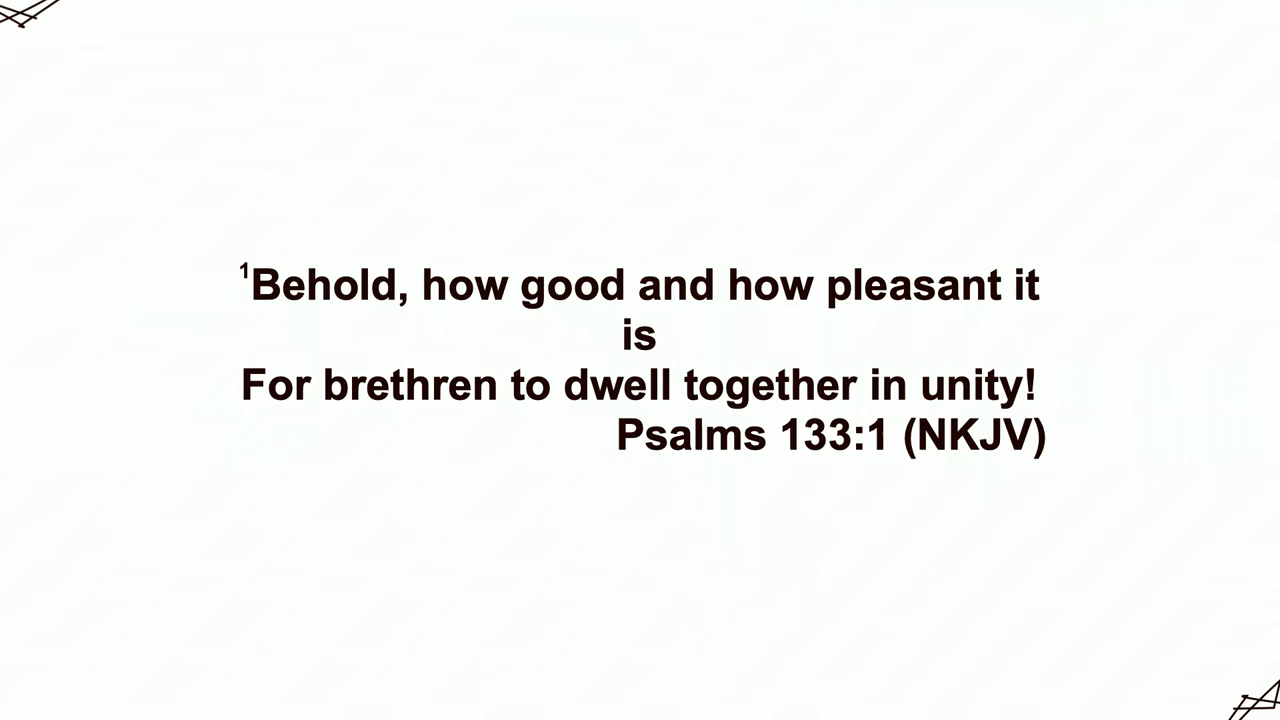 ¹Behold, how good and how pleasant it
is
For brethren to dwell together in unity!
Psalms 133:1 (NKJV)